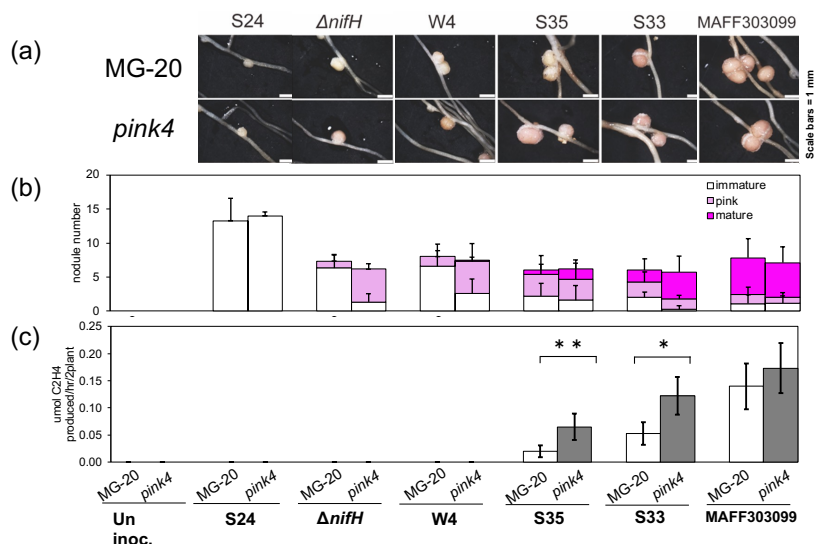 (a)
S24 ΔnifH W4 S35 S33 MAFF303099
MG-20
pink4
Scale bars = 1 mm
(b)
nodule number
20
15
10
5
0
immature
pink
mature
(c)
umol C2H4
produced/hr/2plant
0.25
0.20
0.15
0.10
0.05
0.00
* *
*
MG-20 pink4 MG-20 pink4 MG-20 pink4 MG-20 pink4 MG-20 pink4 MG-20 pink4 MG-20 pink4
Un inoc. S24 ΔnifH W4 S35 S33 MAFF303099